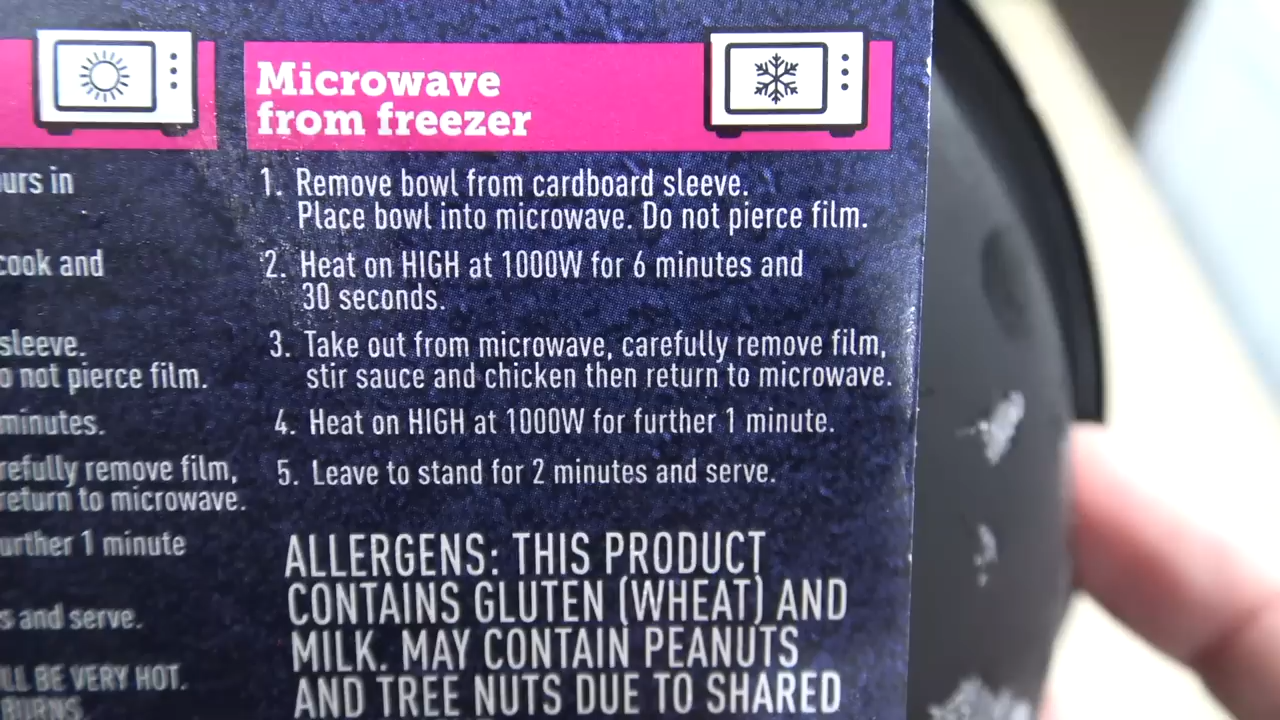 Microwave
from freezer
1. Remove bowl from cardboard sleeve.
Place bowl into microwave. Do not pierce film.
2. Heat on HIGH at 1000W for 6 minutes and
30 seconds.
3. Take out from microwave, carefully remove film,
stir sauce and chicken then return to microwave.
4. Heat on HIGH at 1000W for further 1 minute.
5. Leave to stand for 2 minutes and serve.
ALLERGENS: THIS PRODUCT
CONTAINS GLUTEN (WHEAT) AND
MILK. MAY CONTAIN PEANUTS
AND TREE NUTS DUE TO SHARED
in
cook and
sleeve.
not pierce film.
minutes.
remove film,
return to microwave.
1 minute
and serve.
BE VERY HOT.
BURNS.